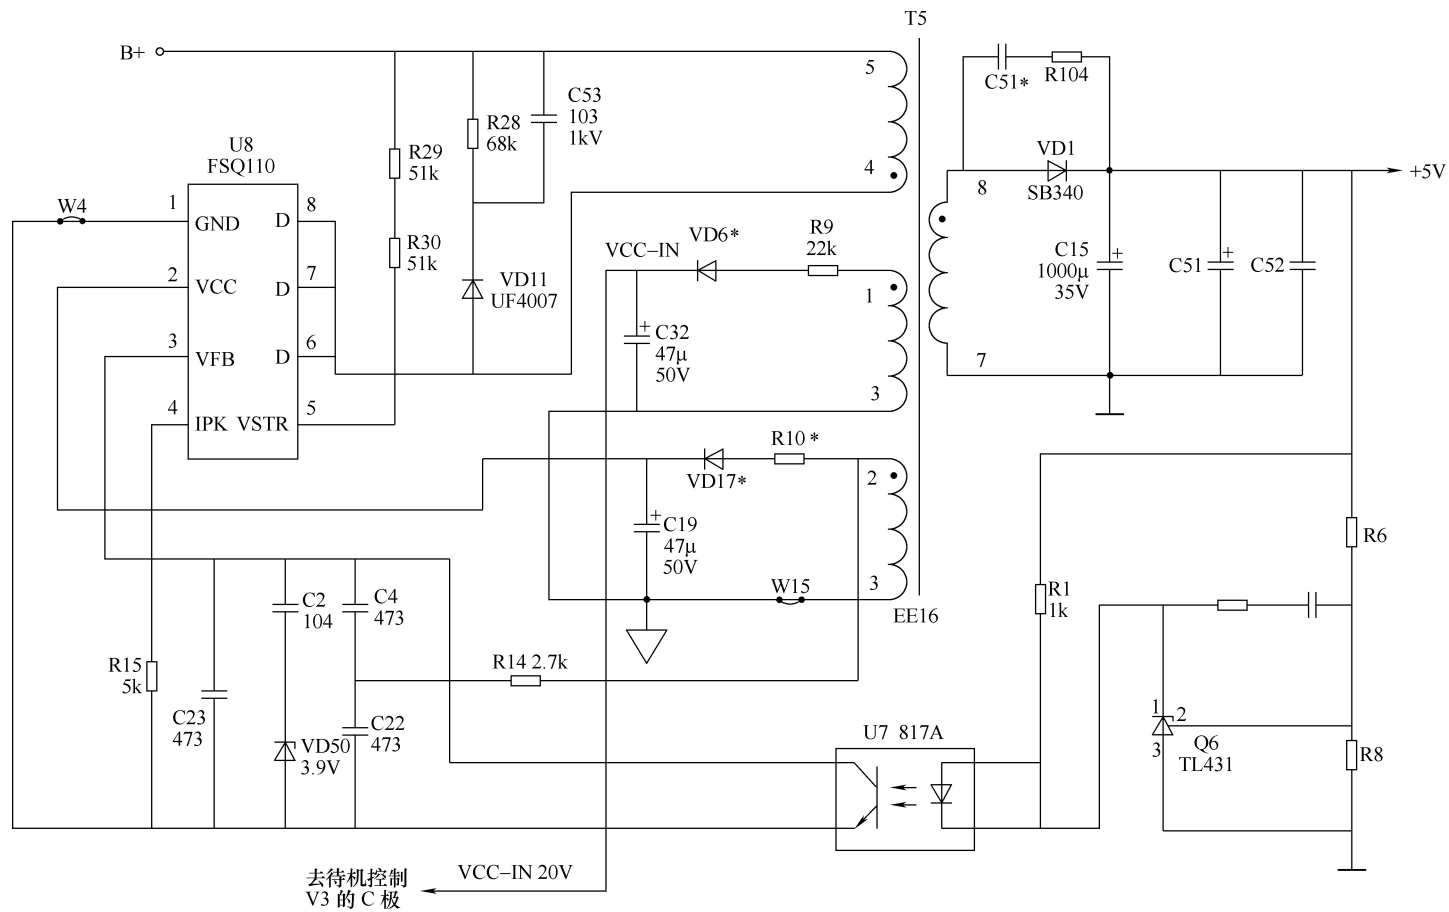 T5
B+
5
C51*
R104
C53
103
1kV
R28
68k
U8
FSQ110
R29
51k
4
VD1
SB340
8
+5V
W4
1
GND
D
8
R30
51k
VCC-IN
VD6*
R9
22k
2
VCC
D
7
VD11
UF4007
1
C15
1000μ
35V
C51
C52
3
VFB
D
6
C32
47μ
50V
7
3
4
IPK
VSTR
5
R10*
VD17*
2
C19
47μ
50V
R6
W15
3
EE16
R1
1k
C2
104
C4
473
R15
5k
R14 2.7k
C23
473
C22
473
VD50
3.9V
U7 817A
1
2
3
Q6
TL431
R8
VCC-IN 20V
去待机控制
V3 的 C 极